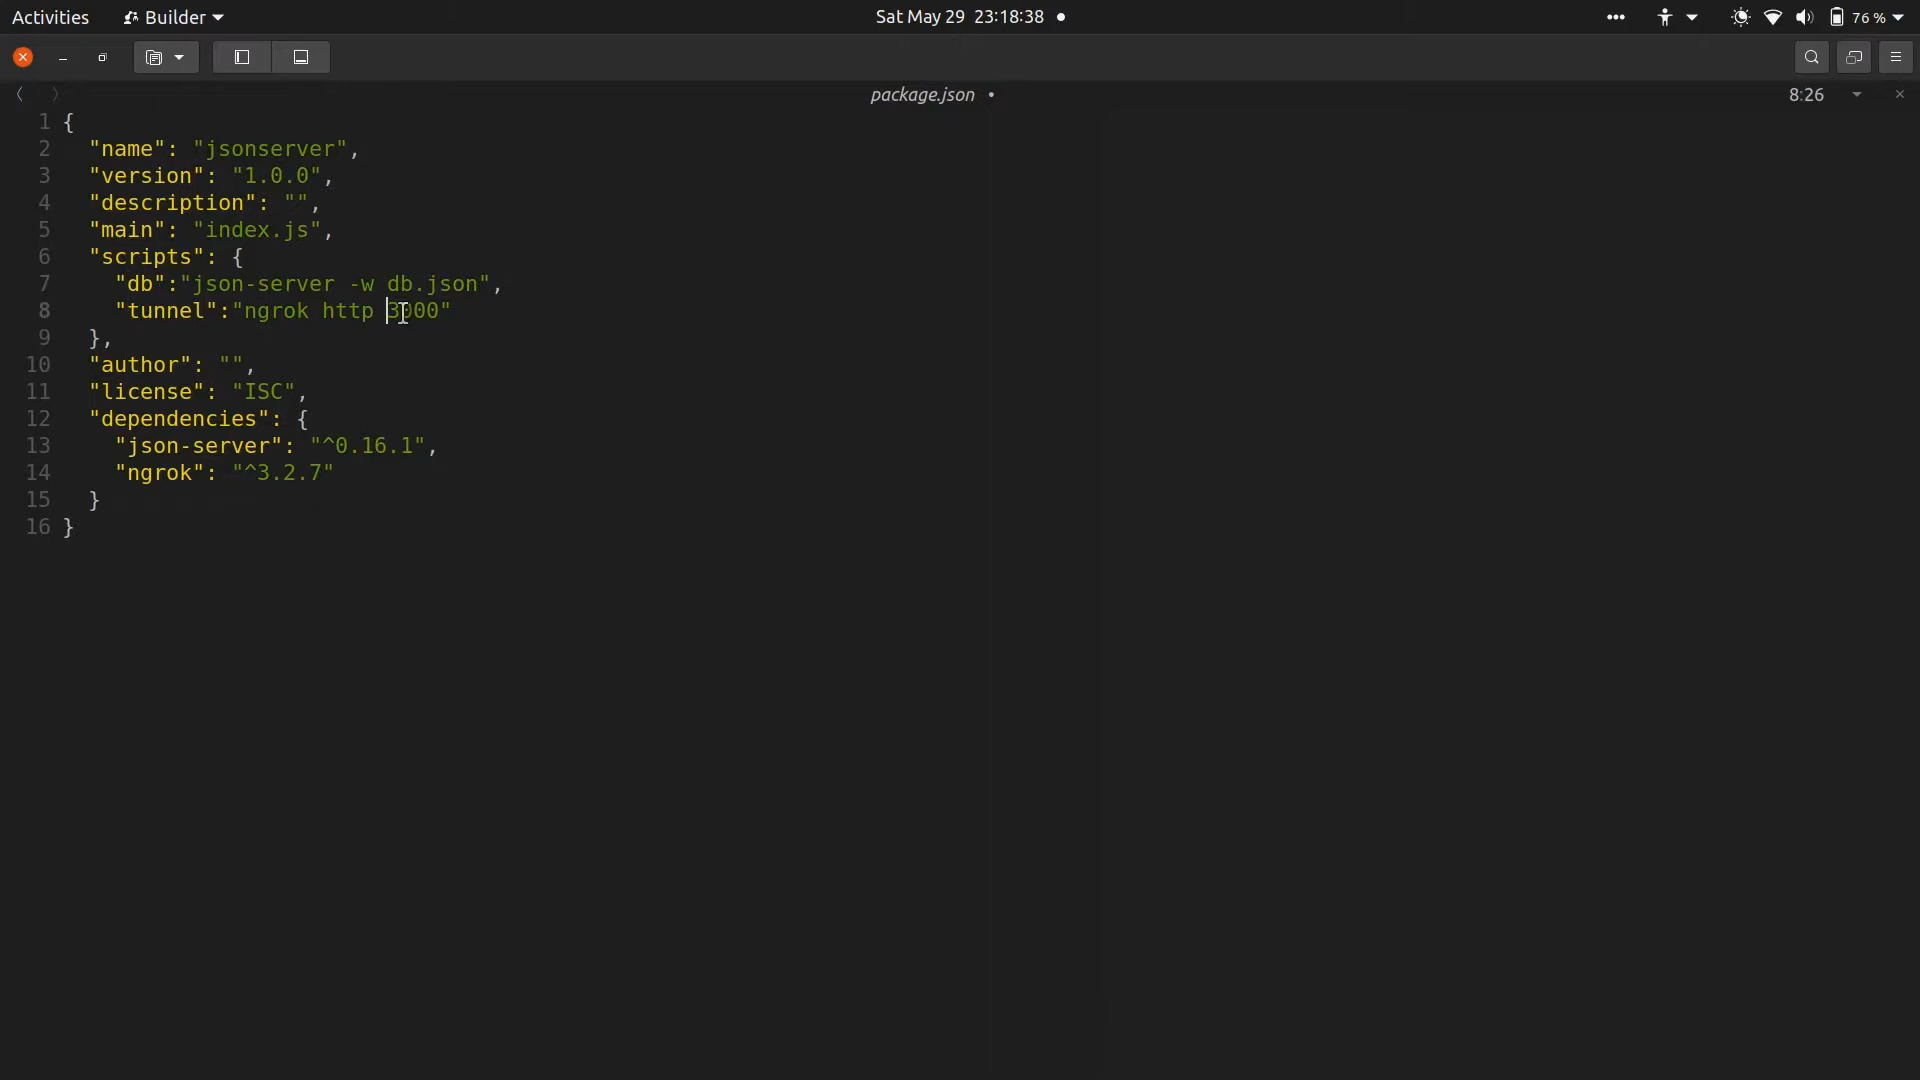 Activities Builder Sat May 29 23:18:38 76 %
package.json • 8:26
1 {
2 "name": "jsonserver",
3 "version": "1.0.0",
4 "description": "",
5 "main": "index.js",
6 "scripts": {
7 "db":"json-server -w db.json",
8 "tunnel":"ngrok http 3000"
9 },
10 "author": "",
11 "license": "ISC",
12 "dependencies": {
13 "json-server": "^0.16.1",
14 "ngrok": "^3.2.7"
15 }
16 }